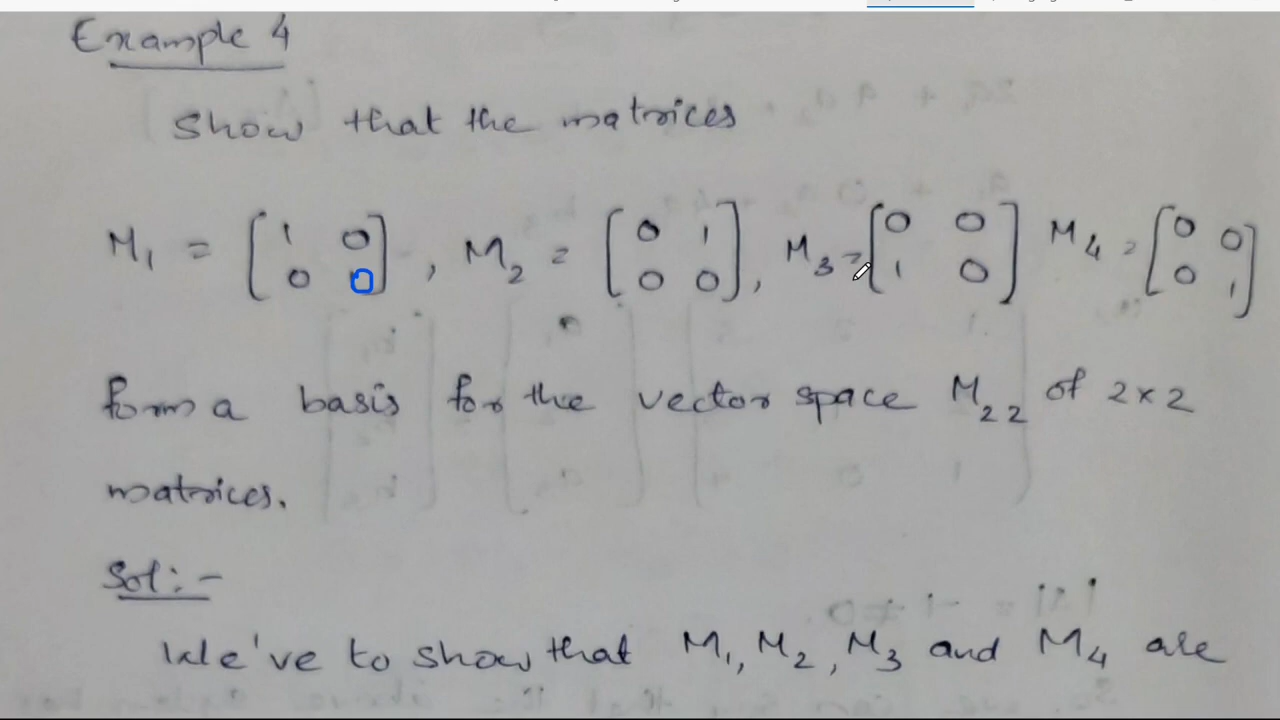 Example 4
Show that the matrices
M₁ = [1 0; 0 0], M₂ = [0 1; 0 0], M₃ = [0 0; 1 0] M₄ = [0 0; 0 1]
form a basis for the vector space M₂₂ of 2×2
matrices.
Sol:-
We've to show that M₁, M₂, M₃ and M₄ are